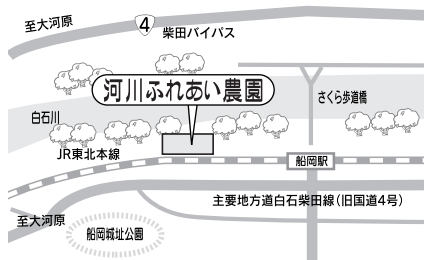 至大河原
4
柴田バイパス
河川ふれあい農園
さくら歩道橋
白石川
JR東北本線
船岡駅
主要地方道白石柴田線(旧国道4号)
至大河原
船岡城址公園